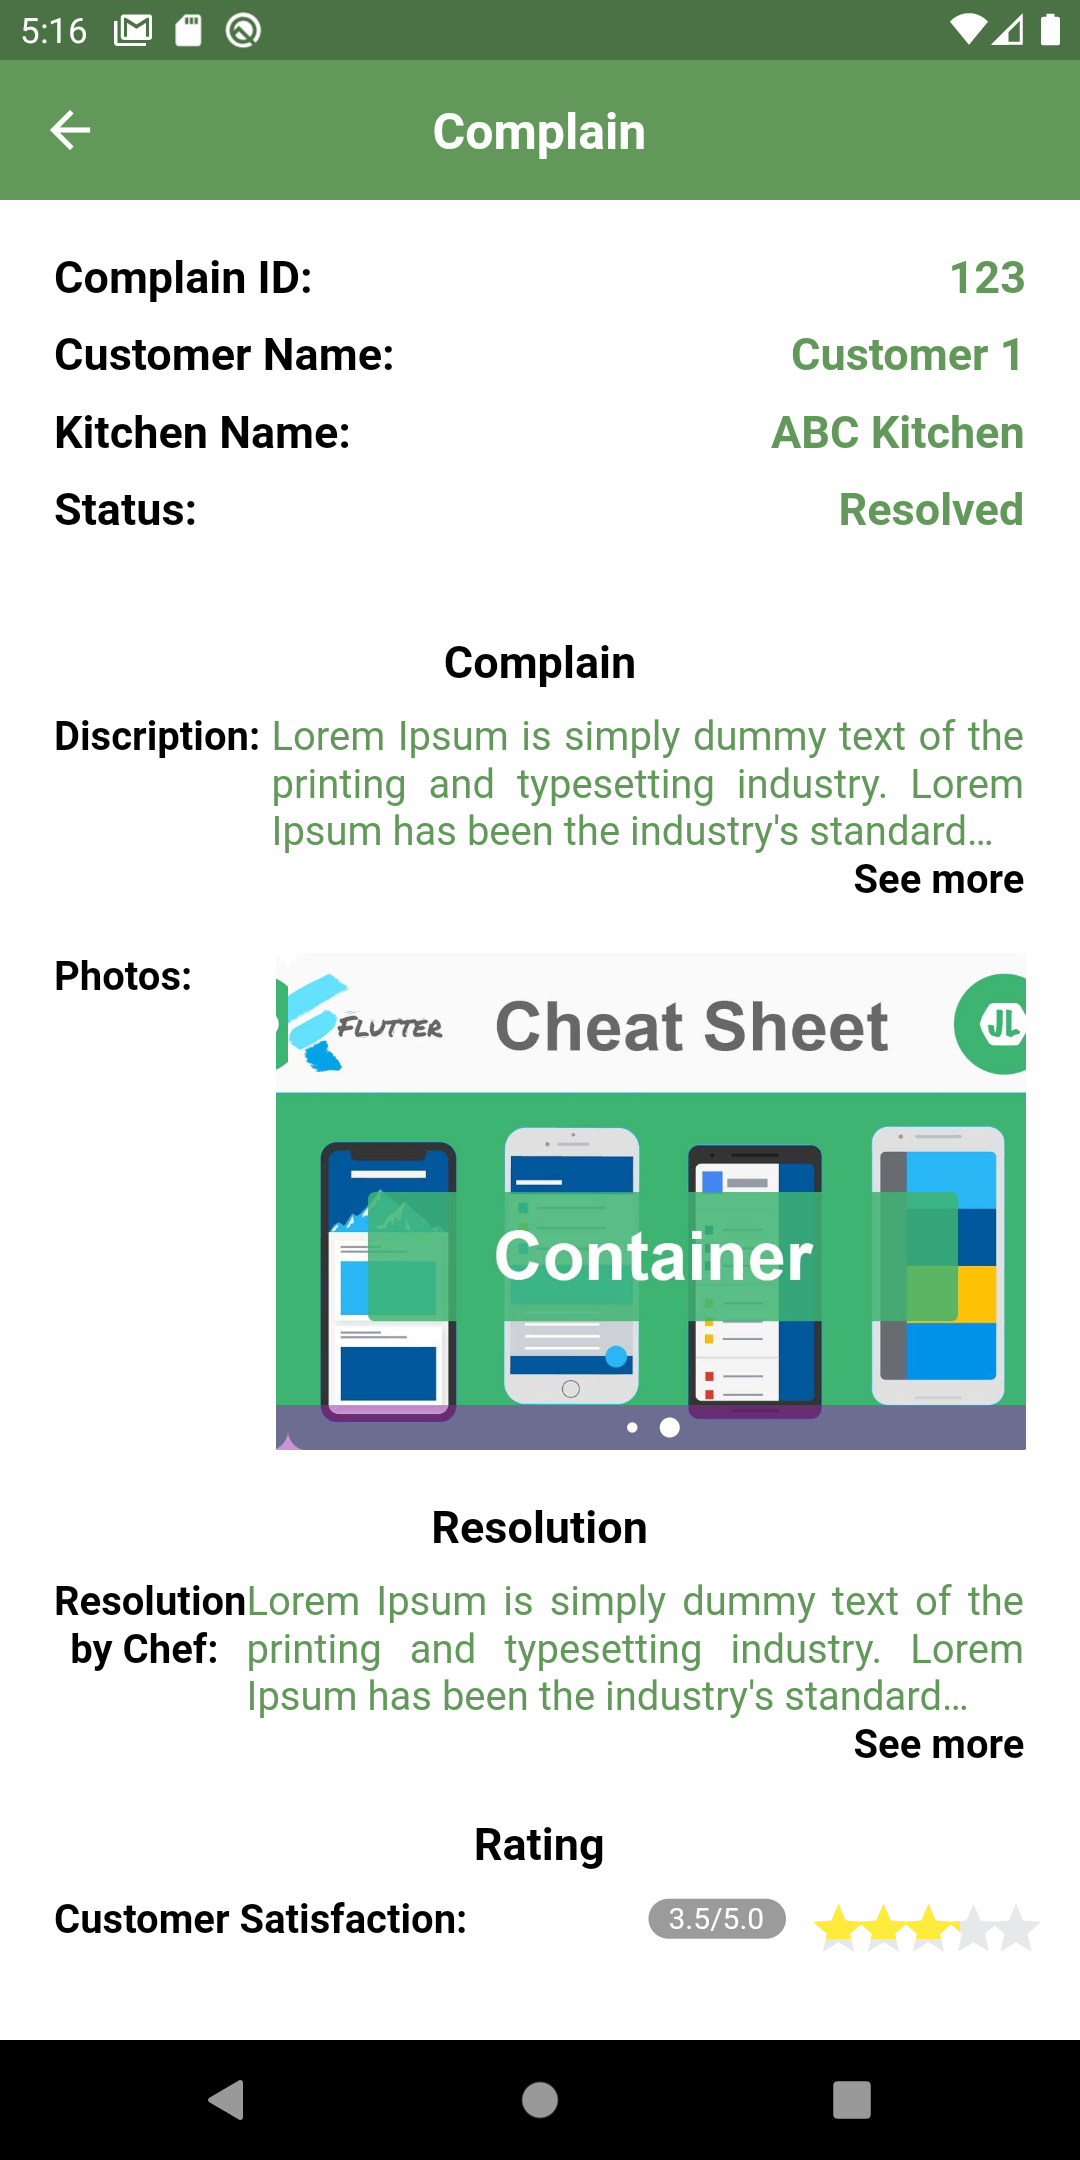 5:16
Complain
Complain ID: 123
Customer Name: Customer 1
Kitchen Name: ABC Kitchen
Status: Resolved
Complain
Discription: Lorem Ipsum is simply dummy text of the
printing and typesetting industry. Lorem
Ipsum has been the industry's standard...
See more
Photos:
FLUTTER Cheat Sheet JL
Container
Resolution
Resolution Lorem Ipsum is simply dummy text of the
by Chef: printing and typesetting industry. Lorem
Ipsum has been the industry's standard...
See more
Rating
Customer Satisfaction: 3.5/5.0